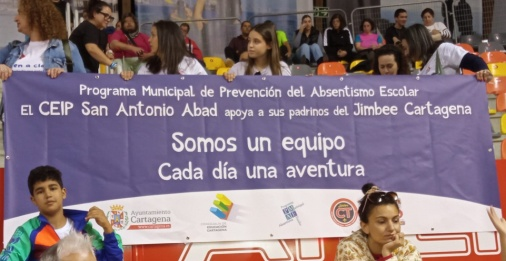 Programa Municipal de Prevención del Absentismo Escolar
El CEIP San Antonio Abad apoya a sus padrinos del Jimbee Cartagena
Somos un equipo
Cada día una aventura
Ayuntamiento
Cartagena